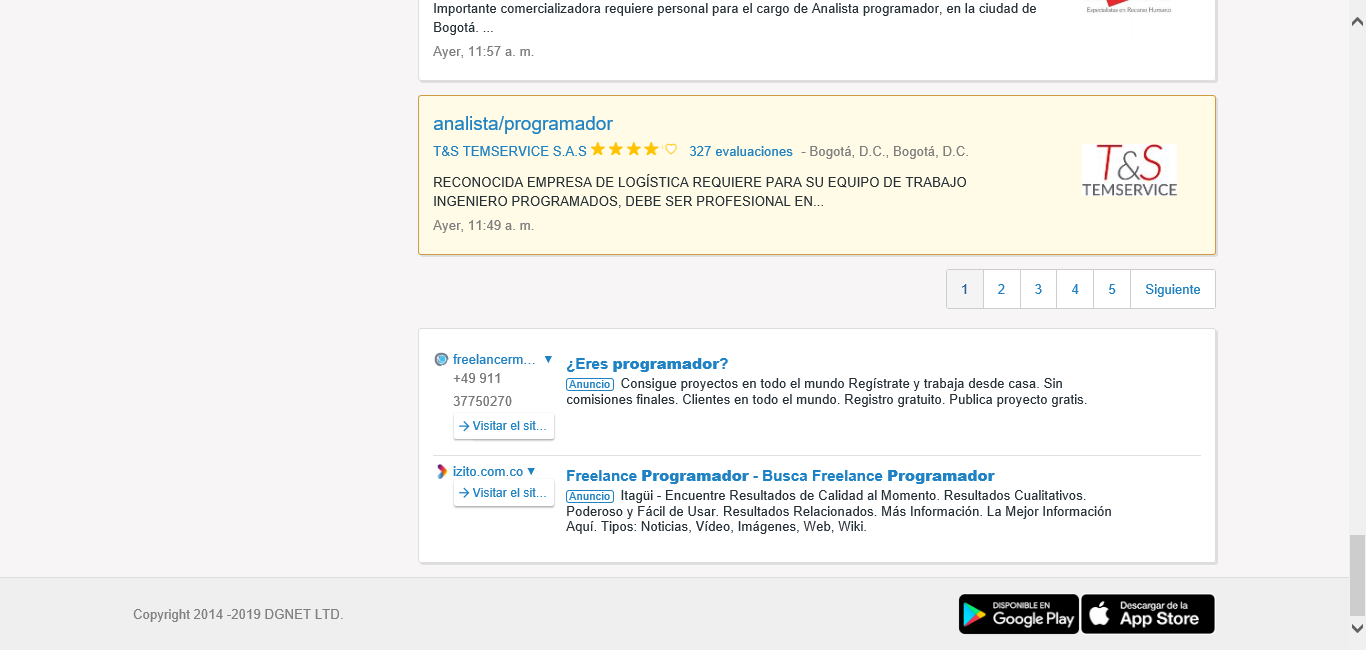 Importante comercializadora requiere personal para el cargo de Analista programador, en la ciudad de
Bogotá. ...
Especialistas en Recurso Humano
Ayer, 11:57 a. m.
analista/programador
T&S TEMSERVICE S.A.S 327 evaluaciones - Bogotá, D.C., Bogotá, D.C.
T&S
TEMSERVICE
RECONOCIDA EMPRESA DE LOGÍSTICA REQUIERE PARA SU EQUIPO DE TRABAJO
INGENIERO PROGRAMADOS, DEBE SER PROFESIONAL EN...
Ayer, 11:49 a. m.
1 2 3 4 5 Siguiente
freelancerm... ▼
+49 911
37750270
→ Visitar el sit...
¿Eres programador?
Anuncio Consigue proyectos en todo el mundo Regístrate y trabaja desde casa. Sin
comisiones finales. Clientes en todo el mundo. Registro gratuito. Publica proyecto gratis.
izito.com.co ▼
→ Visitar el sit...
Freelance Programador - Busca Freelance Programador
Anuncio Itagüi - Encuentre Resultados de Calidad al Momento. Resultados Cualitativos.
Poderoso y Fácil de Usar. Resultados Relacionados. Más Información. La Mejor Información
Aquí. Tipos: Noticias, Vídeo, Imágenes, Web, Wiki.
Copyright 2014 -2019 DGNET LTD.
DISPONIBLE EN
Google Play
Descargar de la
App Store